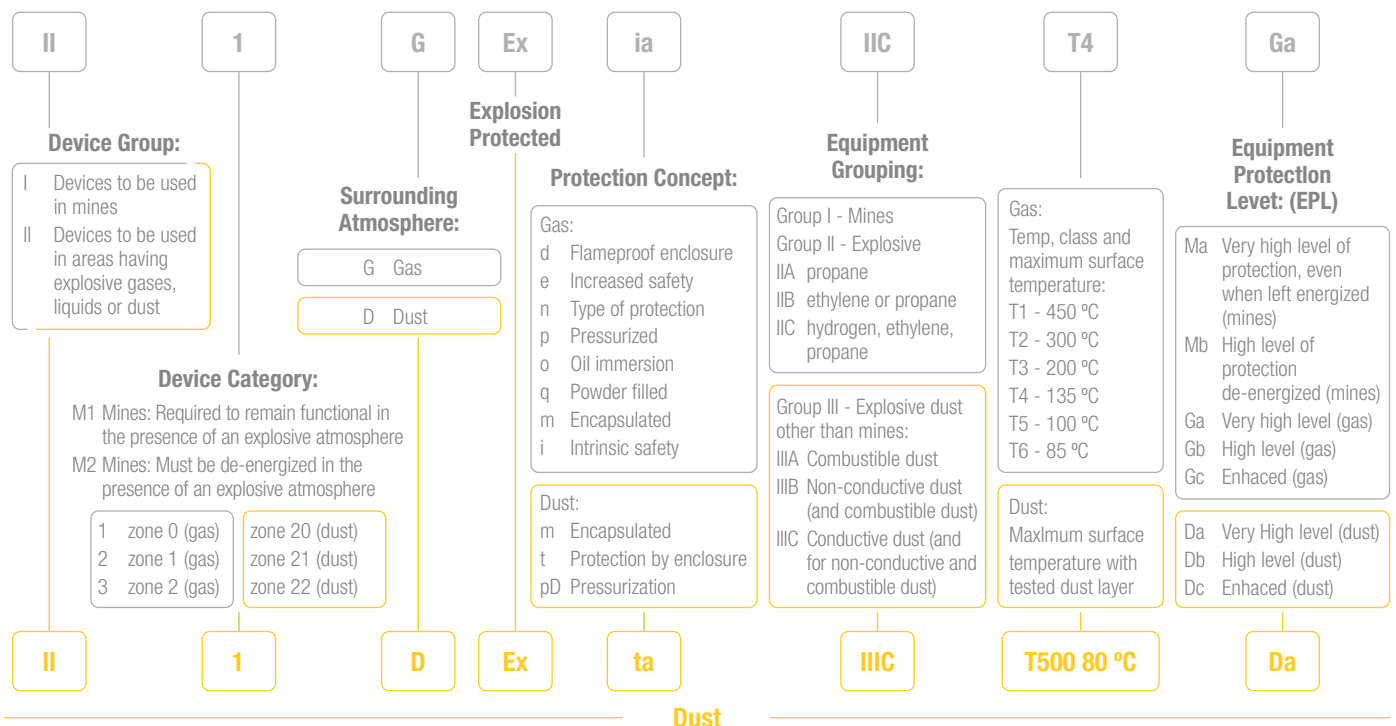 II 1 G Ex ia IIC T4 Ga
Explosion
Protected
Device Group:
I Devices to be used
in mines
II Devices to be used
in areas having
explosive gases,
liquids or dust
Surrounding
Atmosphere:
G Gas
D Dust
Device Category:
M1 Mines: Required to remain functional in
the presence of an explosive atmosphere
M2 Mines: Must be de-energized in the
presence of an explosive atmosphere
1 zone 0 (gas) zone 20 (dust)
2 zone 1 (gas) zone 21 (dust)
3 zone 2 (gas) zone 22 (dust)
Protection Concept:
Gas:
d Flameproof enclosure
e Increased safety
n Type of protection
p Pressurized
o Oil immersion
q Powder filled
m Encapsulated
i Intrinsic safety
Dust:
m Encapsulated
t Protection by enclosure
pD Pressurization
Equipment
Grouping:
Group I - Mines
Group II - Explosive
IIA propane
IIB ethylene or propane
IIC hydrogen, ethylene,
propane
Group III - Explosive dust
other than mines:
IIIA Combustible dust
IIIB Non-conductive dust
(and combustible dust)
IIIC Conductive dust (and
for non-conductive and
combustible dust)
Gas:
Temp, class and
maximum surface
temperature:
T1 - 450 ºC
T2 - 300 ºC
T3 - 200 ºC
T4 - 135 ºC
T5 - 100 ºC
T6 - 85 ºC
Dust:
Maxlmum surface
temperature with
tested dust layer
Equipment
Protectlon
Levet: (EPL)
Ma Very high level of
protection, even
when left energized
(mines)
Mb High level of
protection
de-energized (mines)
Ga Very high level (gas)
Gb High level (gas)
Gc Enhaced (gas)
Da Very High level (dust)
Db High level (dust)
Dc Enhaced (dust)
II 1 D Ex ta IIIC T500 80 ºC Da
Dust